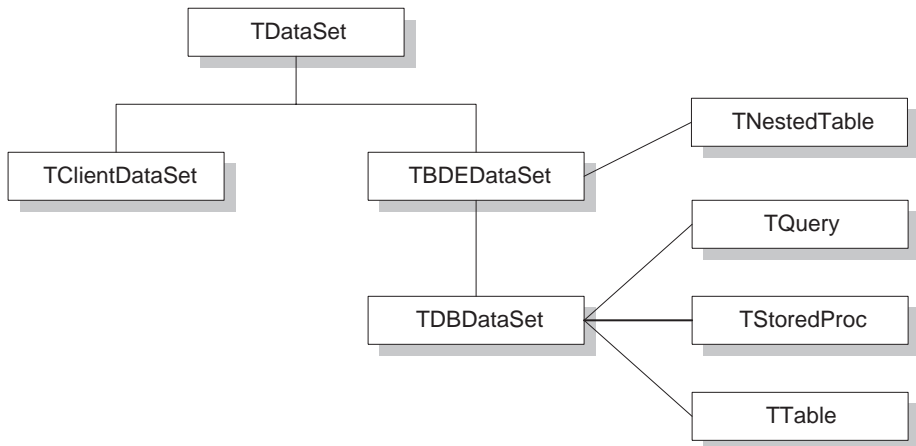 TDataSet
TNestedTable
TClientDataSet
TBDEDataSet
TQuery
TDBDataSet
TStoredProc
TTable